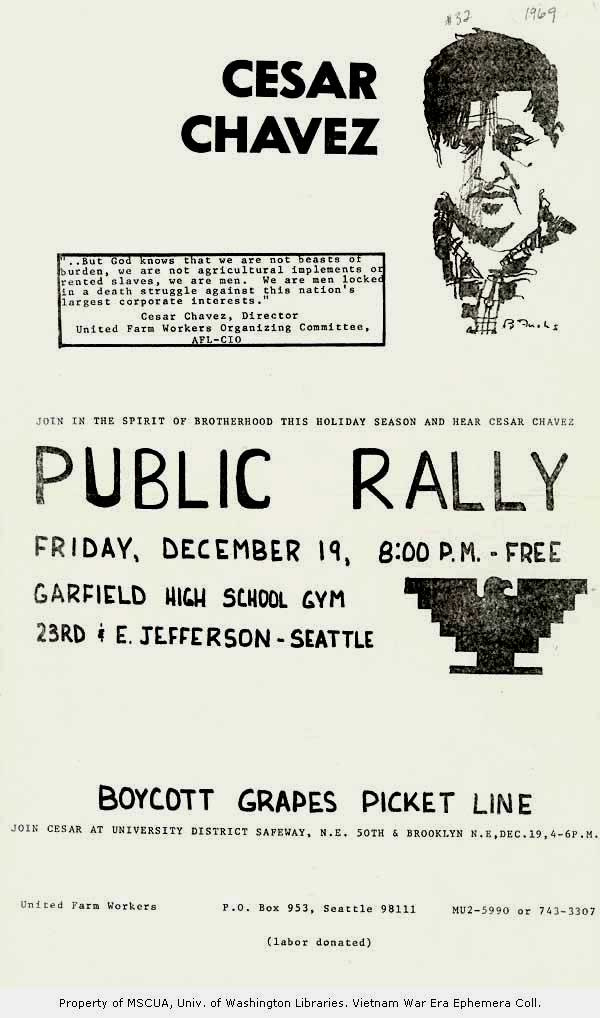 #32 1969
CESAR
CHAVEZ
"..But God knows that we are not beasts of
burden, we are not agricultural implements or
rented slaves, we are men.  We are men locked
in a death struggle against this nation's
largest corporate interests."
Cesar Chavez, Director
United Farm Workers Organizing Committee,
AFL-CIO
B. Fuchs
JOIN IN THE SPIRIT OF BROTHERHOOD THIS HOLIDAY SEASON AND HEAR CESAR CHAVEZ
PUBLIC RALLY
FRIDAY, DECEMBER 19, 8:00 P.M. - FREE
GARFIELD HIGH SCHOOL GYM
23RD & E. JEFFERSON - SEATTLE
BOYCOTT GRAPES PICKET LINE
JOIN CESAR AT UNIVERSITY DISTRICT SAFEWAY, N.E. 50TH & BROOKLYN N.E,DEC.19,4-6P.M.
United Farm Workers P.O. Box 953, Seattle 98111 MU2-5990 or 743-3307
(labor donated)
Property of MSCUA, Univ. of Washington Libraries. Vietnam War Era Ephemera Coll.